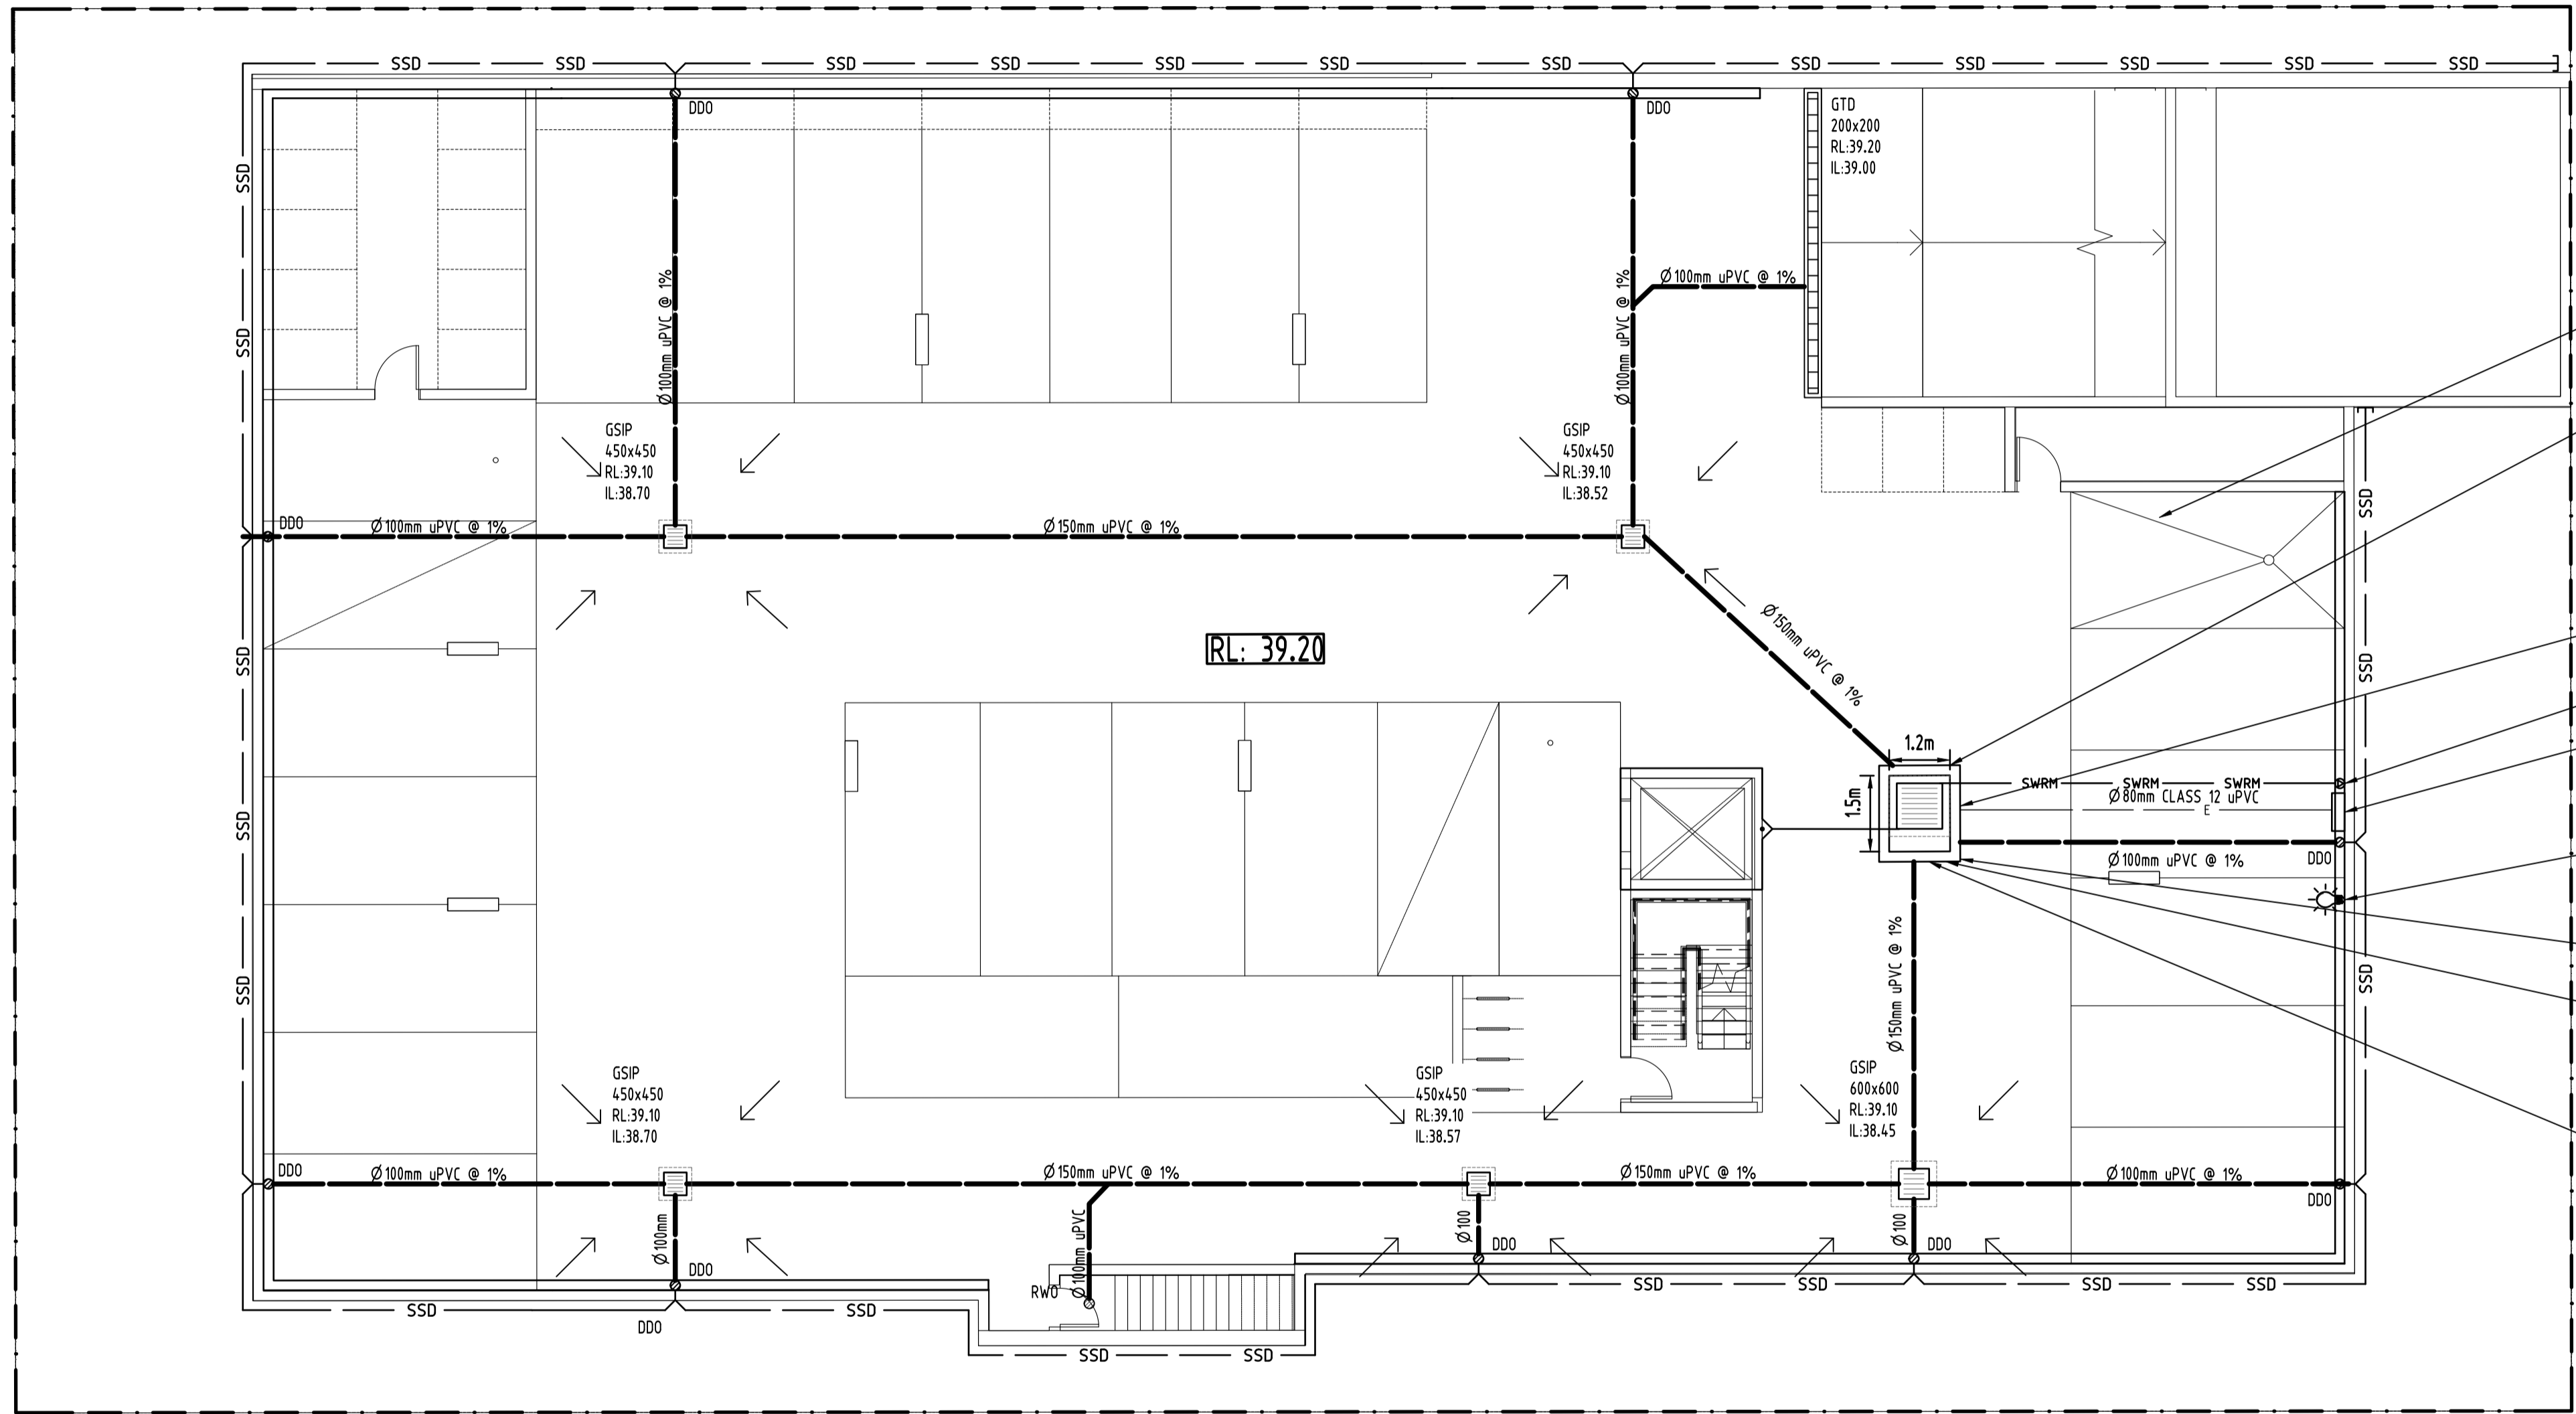 SSD SSD SSD SSD SSD SSD SSD SSD SSD SSD SSD SSD
DDO
DDO
GTD
200x200
RL:39.20
IL:39.00
SSD
SSD
Ø100mm uPVC @ 1%
Ø100mm uPVC @ 1%
Ø100mm uPVC @ 1%
GSIP
450x450
RL:39.10
IL:38.70
GSIP
450x450
RL:39.10
IL:38.52
SSD
DDO
Ø100mm uPVC @ 1%
Ø150mm uPVC @ 1%
RL: 39.20
Ø150mm uPVC @ 1%
SSD
SSD
1.2m
1.5m
SWRM SWRM SWRM
Ø80mm CLASS 12 uPVC
E
SSD
DDO
Ø100mm uPVC @ 1%
Ø150mm uPVC @ 1%
SSD
SSD
GSIP
450x450
RL:39.10
IL:38.70
GSIP
450x450
RL:39.10
IL:38.57
GSIP
600x600
RL:39.10
IL:38.45
DDO
Ø100mm uPVC @ 1%
Ø150mm uPVC @ 1%
Ø150mm uPVC @ 1%
Ø100mm uPVC @ 1%
DDO
Ø100mm
Ø100mm uPVC
Ø100
Ø100
DDO
DDO
DDO
RWO
SSD
SSD
SSD SSD SSD SSD
DDO
SSD SSD